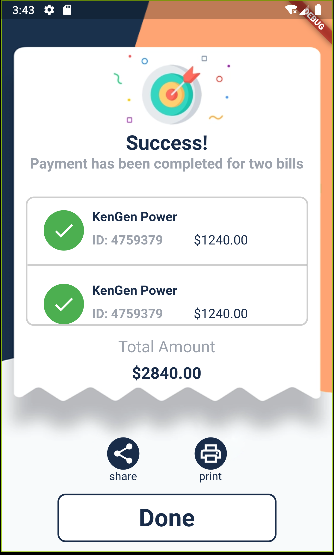 3:43
DEBUG
Success!
Payment has been completed for two bills
KenGen Power
ID: 4759379 $1240.00
KenGen Power
ID: 4759379 $1240.00
Total Amount
$2840.00
share print
Done